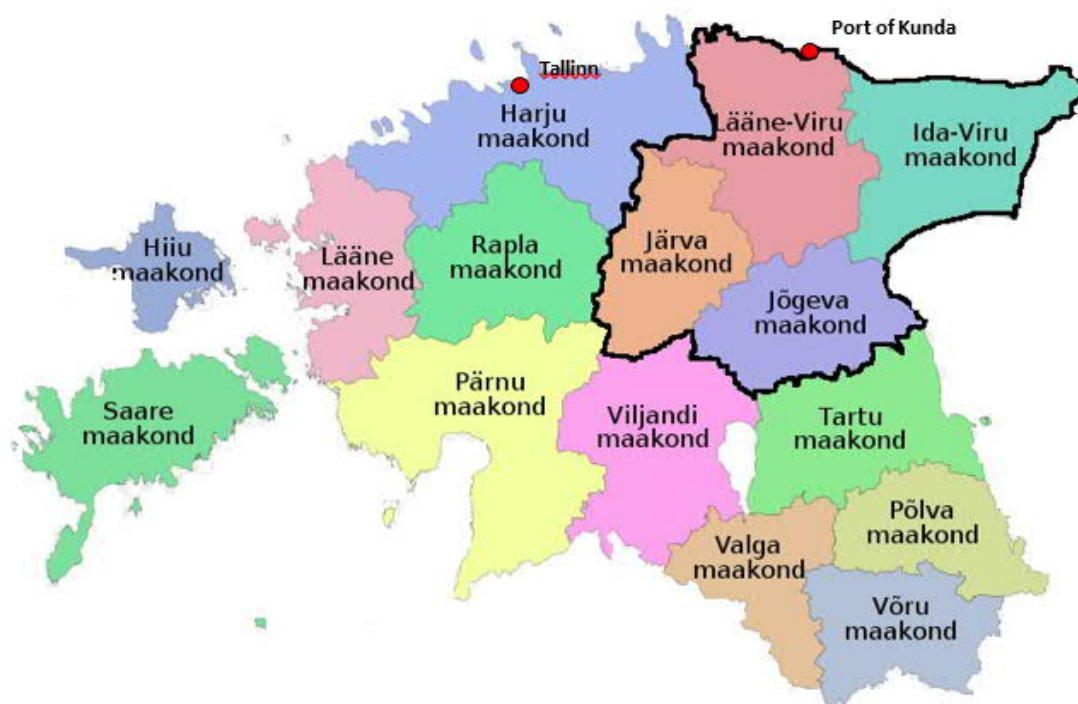 Port of Kunda
Tallinn
Harju
maakond
Lääne-Viru
maakond
Ida-Viru
maakond
Hiiu
maakond
Lääne
maakond
Rapla
maakond
Järva
maakond
Jõgeva
maakond
Saare
maakond
Pärnu
maakond
Viljandi
maakond
Tartu
maakond
Põlva
maakond
Valga
maakond
Võru
maakond